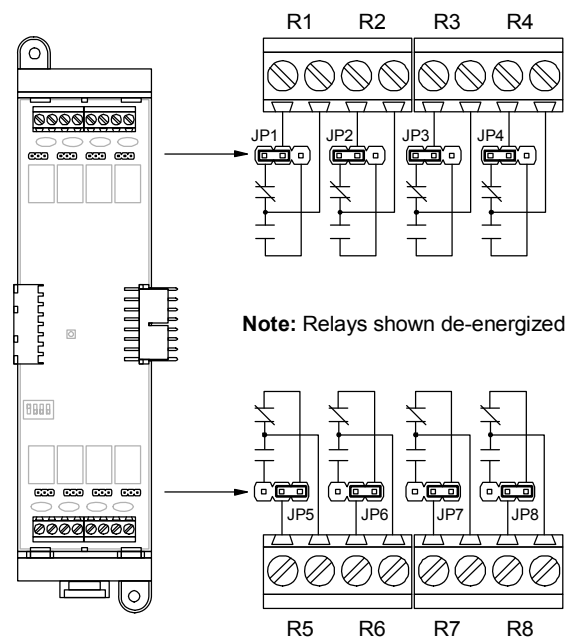 R1 R2 R3 R4
JP1 JP2 JP3 JP4
Note: Relays shown de-energized
JP5 JP6 JP7 JP8
R5 R6 R7 R8